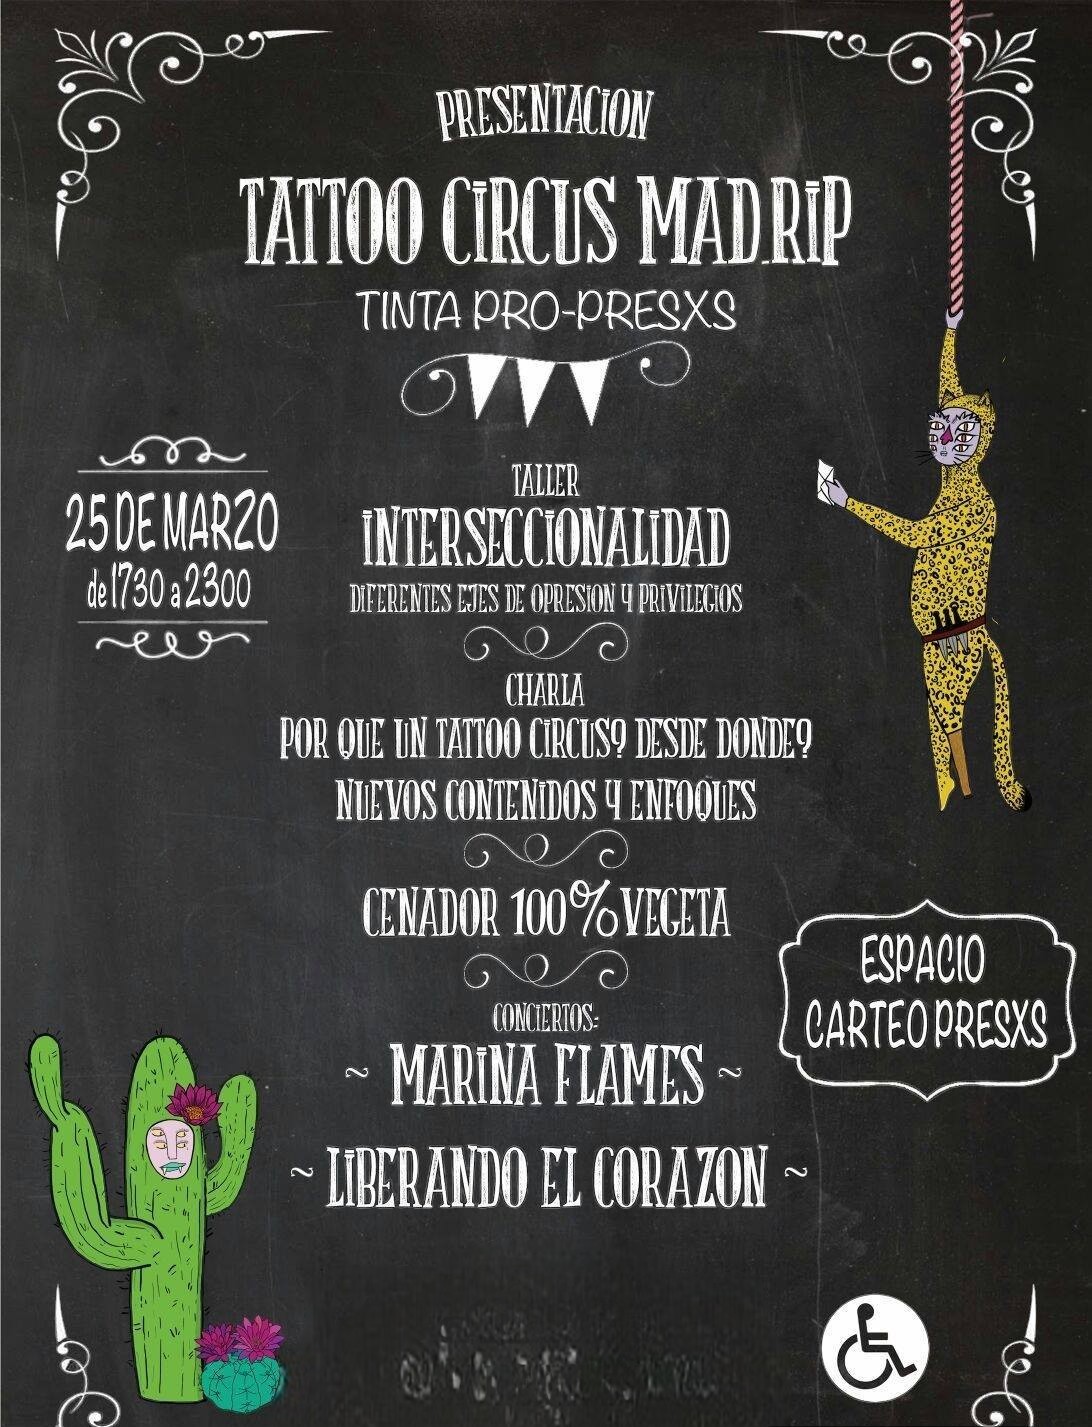 PRESENTACION
TATTOO CIRCUS MAD.RIP
TINTA PRO-PRESXS
25 DE MARZO
de 1730 a 2300
TALLER
INTERSECCIONALIDAD
DIFERENTES EJES DE OPRESION Y PRIVILEGIOS
CHARLA
POR QUE UN TATTOO CIRCUS? DESDE DONDE?
NUEVOS CONTENIDOS Y ENFOQUES
CENADOR 100% VEGETA
ESPACIO
CARTEO PRESXS
CONCIERTOS:
~ MARINA FLAMES ~
~ LIBERANDO EL CORAZON ~